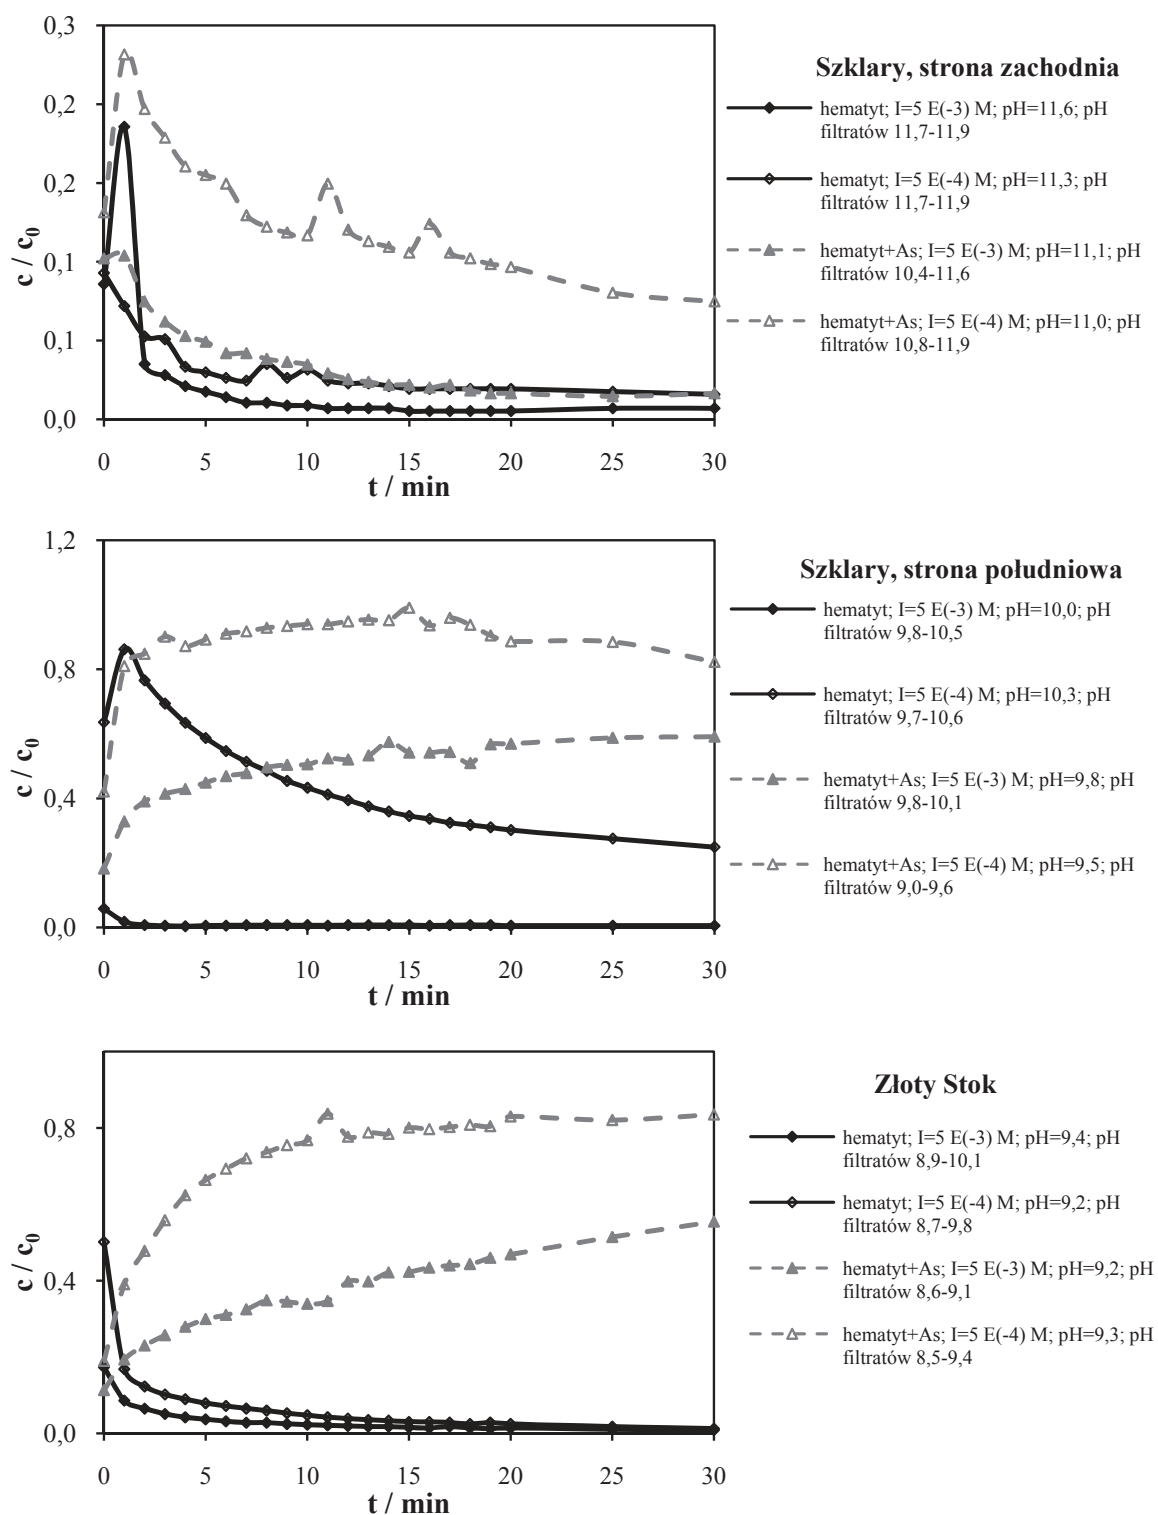 0,3
0,2
0,2
0,1
0,1
0,0
c / c0
0 5 10 15 20 25 30
t / min
Szklary, strona zachodnia
hematyt; I=5 E(-3) M; pH=11,6; pH
filtratów 11,7-11,9
hematyt; I=5 E(-4) M; pH=11,3; pH
filtratów 11,7-11,9
hematyt+As; I=5 E(-3) M; pH=11,1; pH
filtratów 10,4-11,6
hematyt+As; I=5 E(-4) M; pH=11,0; pH
filtratów 10,8-11,9
1,2
0,8
0,4
0,0
c / c0
0 5 10 15 20 25 30
t / min
Szklary, strona południowa
hematyt; I=5 E(-3) M; pH=10,0; pH
filtratów 9,8-10,5
hematyt; I=5 E(-4) M; pH=10,3; pH
filtratów 9,7-10,6
hematyt+As; I=5 E(-3) M; pH=9,8; pH
filtratów 9,8-10,1
hematyt+As; I=5 E(-4) M; pH=9,5; pH
filtratów 9,0-9,6
0,8
0,4
0,0
c / c0
0 5 10 15 20 25 30
t / min
Złoty Stok
hematyt; I=5 E(-3) M; pH=9,4; pH
filtratów 8,9-10,1
hematyt; I=5 E(-4) M; pH=9,2; pH
filtratów 8,7-9,8
hematyt+As; I=5 E(-3) M; pH=9,2; pH
filtratów 8,6-9,1
hematyt+As; I=5 E(-4) M; pH=9,3; pH
filtratów 8,5-9,4